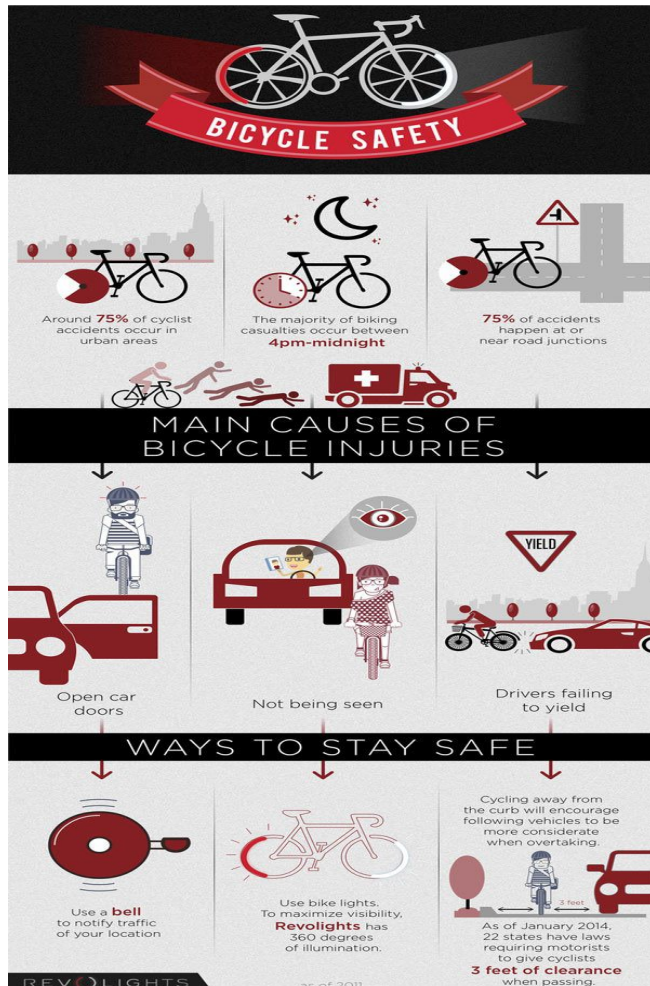 BICYCLE SAFETY
Around 75% of cyclist
accidents occur in
urban areas
The majority of biking
casualties occur between
4pm-midnight
75% of accidents
happen at or
near road junctions
MAIN CAUSES OF
BICYCLE INJURIES
YIELD
Open car
doors
Not being seen
Drivers failing
to yield
WAYS TO STAY SAFE
Use a bell
to notify traffic
of your location
Use bike lights.
To maximize visibility,
Revolights has
360 degrees
of illumination.
Cycling away from
the curb will encourage
following vehicles to be
more considerate
when overtaking.
3 feet
As of January 2014,
22 states have laws
requiring motorists
to give cyclists
3 feet of clearance
when passing.
REVOLIGHTS
as of 2011